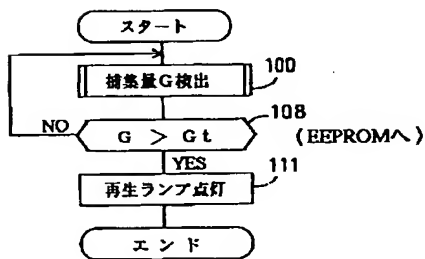 スタート
100
捕集量G検出
108
NO
G > Gt
(EEPROMへ)
YES
111
再生ランプ点灯
エンド